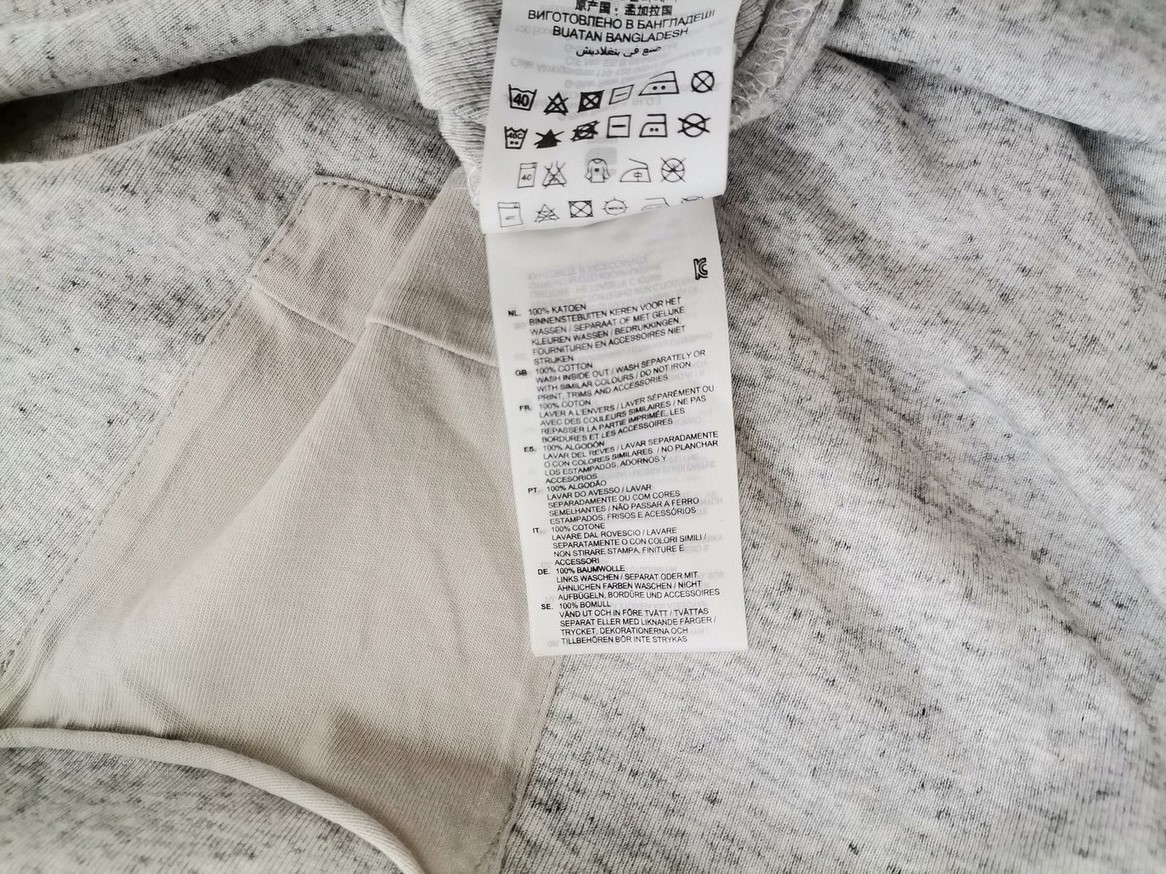 原产国：孟加拉国
ВИГОТОВЛЕНО В БАНГЛАДЕШІ
BUATAN BANGLADESH
صنع في بنغلاديش
40
40
NL. 100% KATOEN
BINNENSTEBUITEN KEREN VOOR HET
WASSEN / SEPARAAT OF MET GELIJKE
KLEUREN WASSEN / BEDRUKKINGEN,
FOURNITUREN EN ACCESSOIRES NIET
STRIJKEN
GB. 100% COTTON
WASH INSIDE OUT / WASH SEPARATELY OR
WITH SIMILAR COLOURS / DO NOT IRON
PRINT, TRIMS AND ACCESSORIES
FR. 100% COTON
LAVER A L'ENVERS / LAVER SÉPARÉMENT OU
AVEC DES COULEURS SIMILAIRES / NE PAS
REPASSER LA PARTIE IMPRIMÉE, LES
BORDURES ET LES ACCESSOIRES
ES. 100% ALGODÓN
LAVAR DEL REVES / LAVAR SEPARADAMENTE
O CON COLORES SIMILARES / NO PLANCHAR
LOS ESTAMPADOS, ADORNOS Y
ACCESORIOS
PT. 100% ALGODÃO
LAVAR DO AVESSO / LAVAR
SEPARADAMENTE OU COM CORES
SEMELHANTES / NÃO PASSAR A FERRO
ESTAMPADOS, FRISOS E ACESSÓRIOS
IT. 100% COTONE
LAVARE DAL ROVESCIO / LAVARE
SEPARATAMENTE O CON COLORI SIMILI /
NON STIRARE STAMPA, FINITURE E
ACCESSORI
DE. 100% BAUMWOLLE
LINKS WASCHEN / SEPARAT ODER MIT
ÄHNLICHEN FARBEN WASCHEN / NICHT
AUFBÜGELN, BORDÜRE UND ACCESSOIRES
SE. 100% BOMULL
VÄND UT OCH IN FÖRE TVÄTT / TVÄTTAS
SEPARAT ELLER MED LIKNANDE FÄRGER /
TRYCKET, DEKORATIONERNA OCH
TILLBEHÖREN BÖR INTE STRYKAS